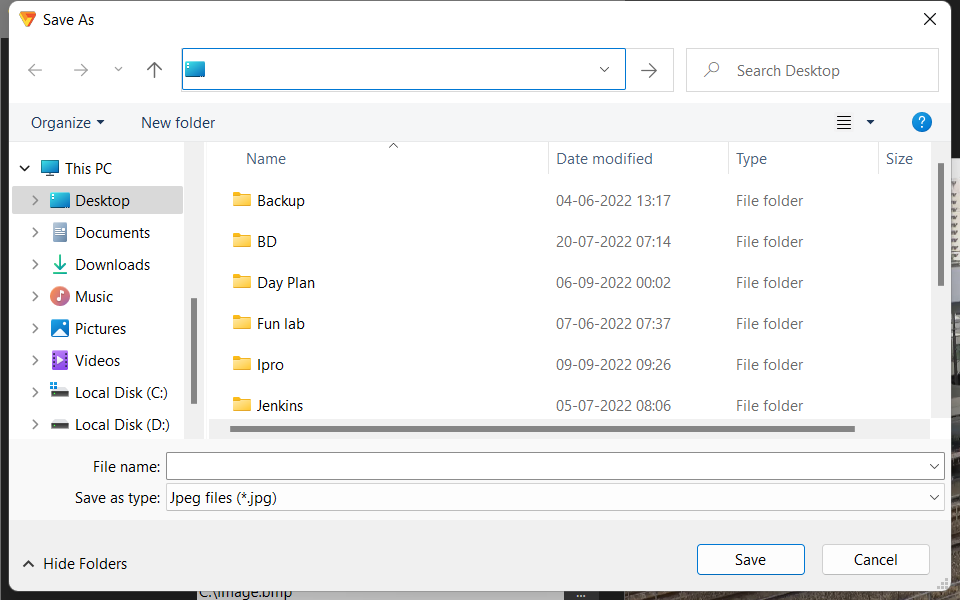 Save As
Search Desktop
Organize New folder
Name Date modified Type Size
This PC
Desktop
Documents
Downloads
Music
Pictures
Videos
Local Disk (C:)
Local Disk (D:)
Backup 04-06-2022 13:17 File folder
BD 20-07-2022 07:14 File folder
Day Plan 06-09-2022 00:02 File folder
Fun lab 07-06-2022 07:37 File folder
Ipro 09-09-2022 09:26 File folder
Jenkins 05-07-2022 08:06 File folder
File name:
Save as type: Jpeg files (*.jpg)
Hide Folders Save Cancel
C:\image.bmp ...